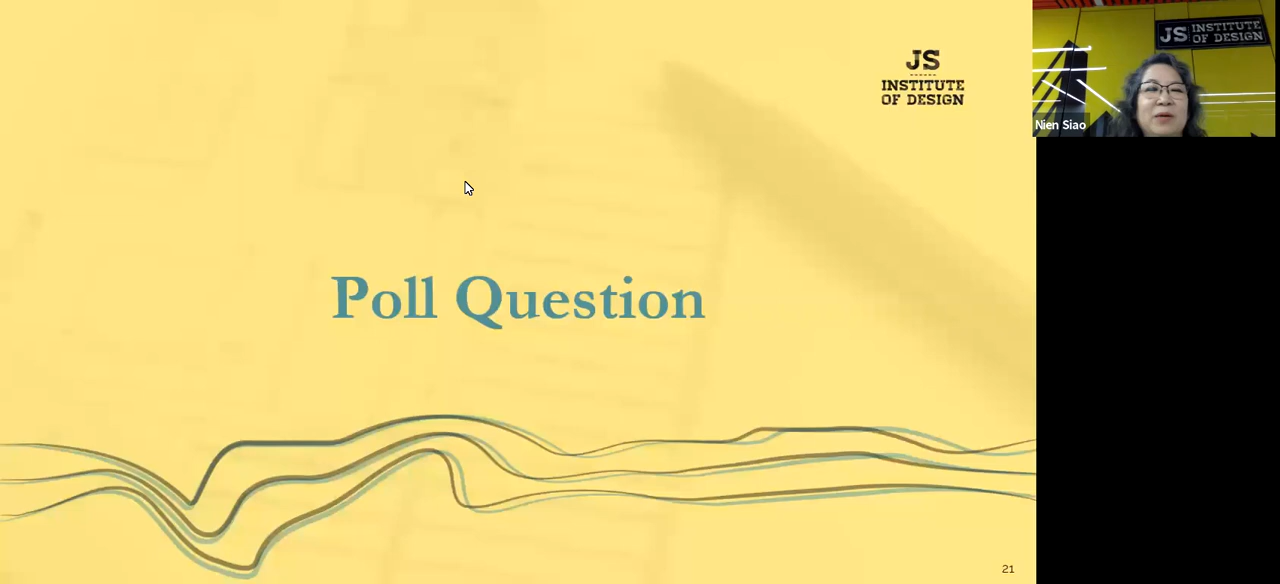 JS
INSTITUTE
OF DESIGN
Poll Question
21
JS INSTITUTE
OF DESIGN
Nien Siao